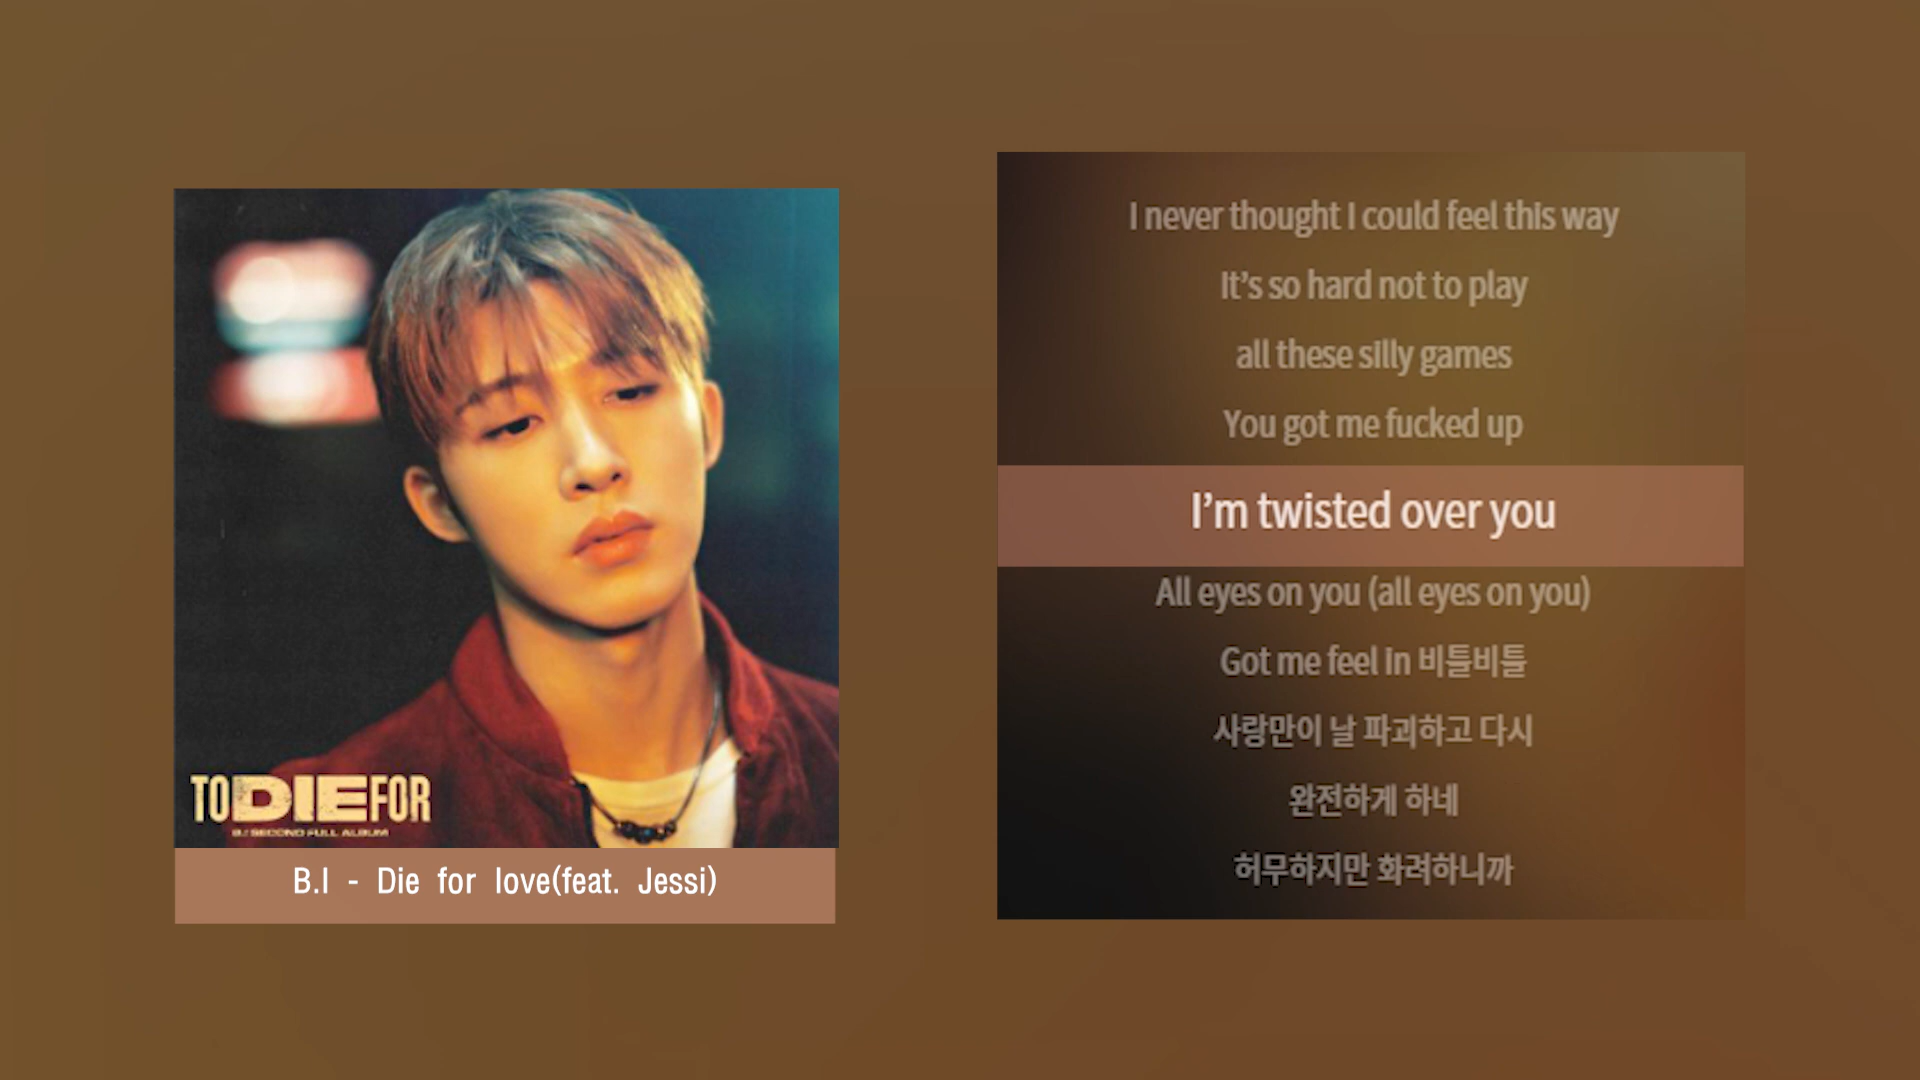 TO DIE FOR
B.I SECOND FULL ALBUM
B.I - Die for love(feat. Jessi)
I never thought I could feel this way
It’s so hard not to play
all these silly games
You got me fucked up
I’m twisted over you
All eyes on you (all eyes on you)
Got me feel in 비틀비틀
사랑만이 날 파괴하고 다시
완전하게 하네
허무하지만 화려하니까